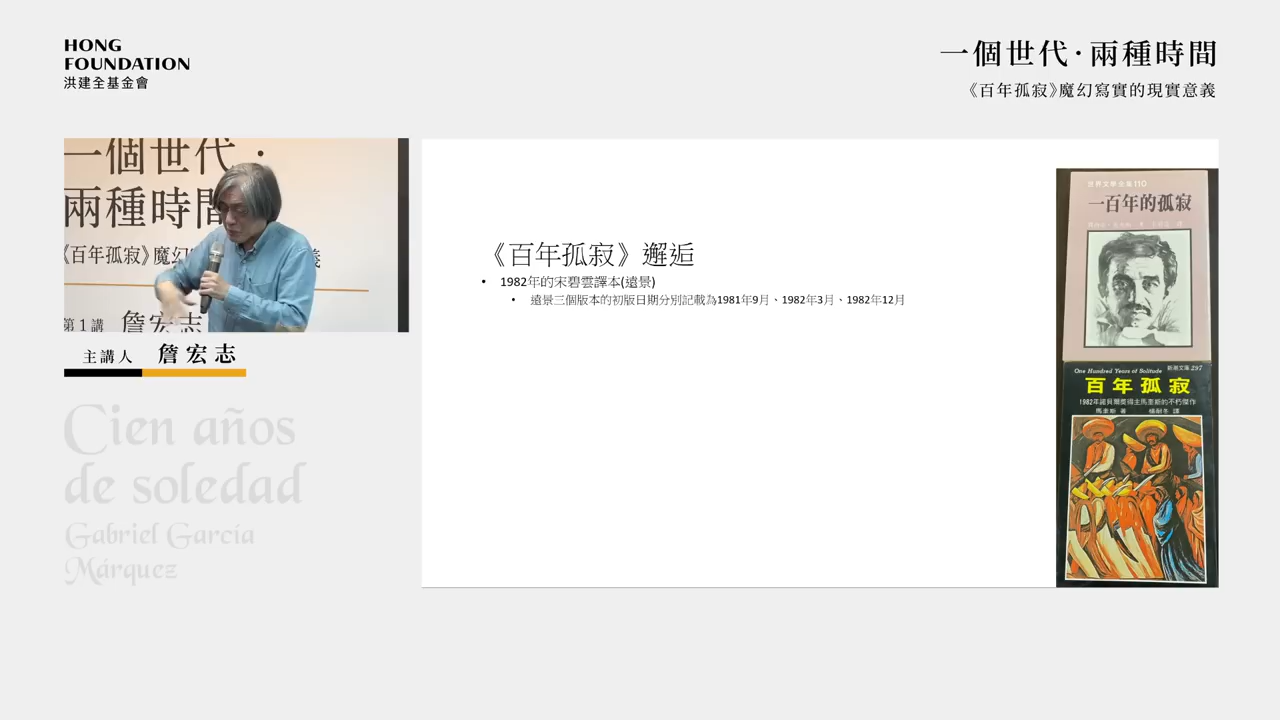 HONG
FOUNDATION
洪建全基金會
一個世代·兩種時間
《百年孤寂》魔幻寫實的現實意義
一個世代·
兩種時間
《百年孤寂》魔幻
義
第1講 詹宏志
主講人 詹宏志
Cien años
de soledad
Gabriel García
Márquez
《百年孤寂》邂逅
• 1982年的宋碧雲譯本(遠景)
• 遠景三個版本的初版日期分別記載為1981年9月、1982年3月、1982年12月
世界文學全集110
一百年的孤寂
One Hundred Years of Solitude 新潮文庫 297
百年孤寂
1982年諾貝爾獎得主馬奎斯的不朽傑作
馬奎斯 著 楊耐冬 譯